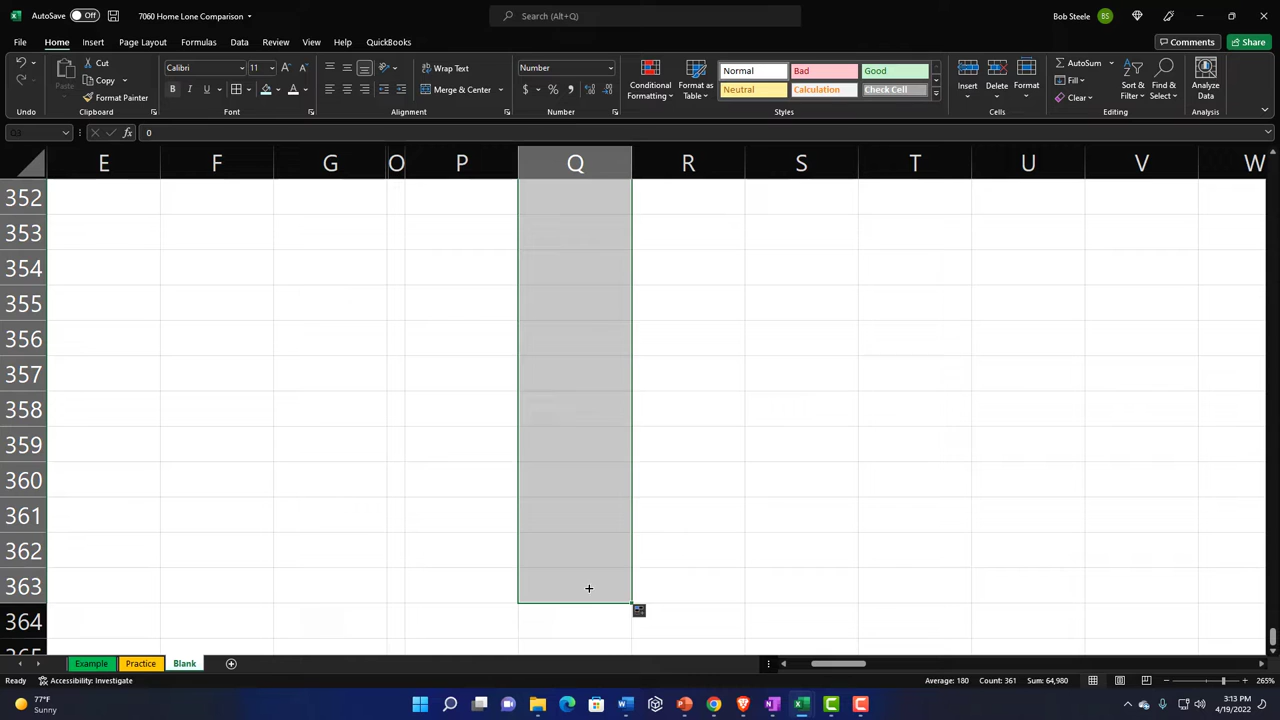 AutoSave Off 7060 Home Lone Comparison Search (Alt+Q) Bob Steele BS
File Home Insert Page Layout Formulas Data Review View Help QuickBooks Comments Share
Cut Copy Format Painter Paste Calibri 11 Wrap Text Merge & Center Number Conditional Formatting Format as Table Normal Bad Good Neutral Calculation Check Cell Insert Delete Format AutoSum Fill Clear Sort & Filter Find & Select Analyze Data
Undo Clipboard Font Alignment Number Styles Cells Editing Analysis
Q3 fx 0
E F G O P Q R S T U V W
352
353
354
355
356
357
358
359
360
361
362
363
364
365
Example Practice Blank
Ready Accessibility: Investigate Average: 180 Count: 361 Sum: 64,980 265%
77°F
Sunny
3:13 PM
4/19/2022